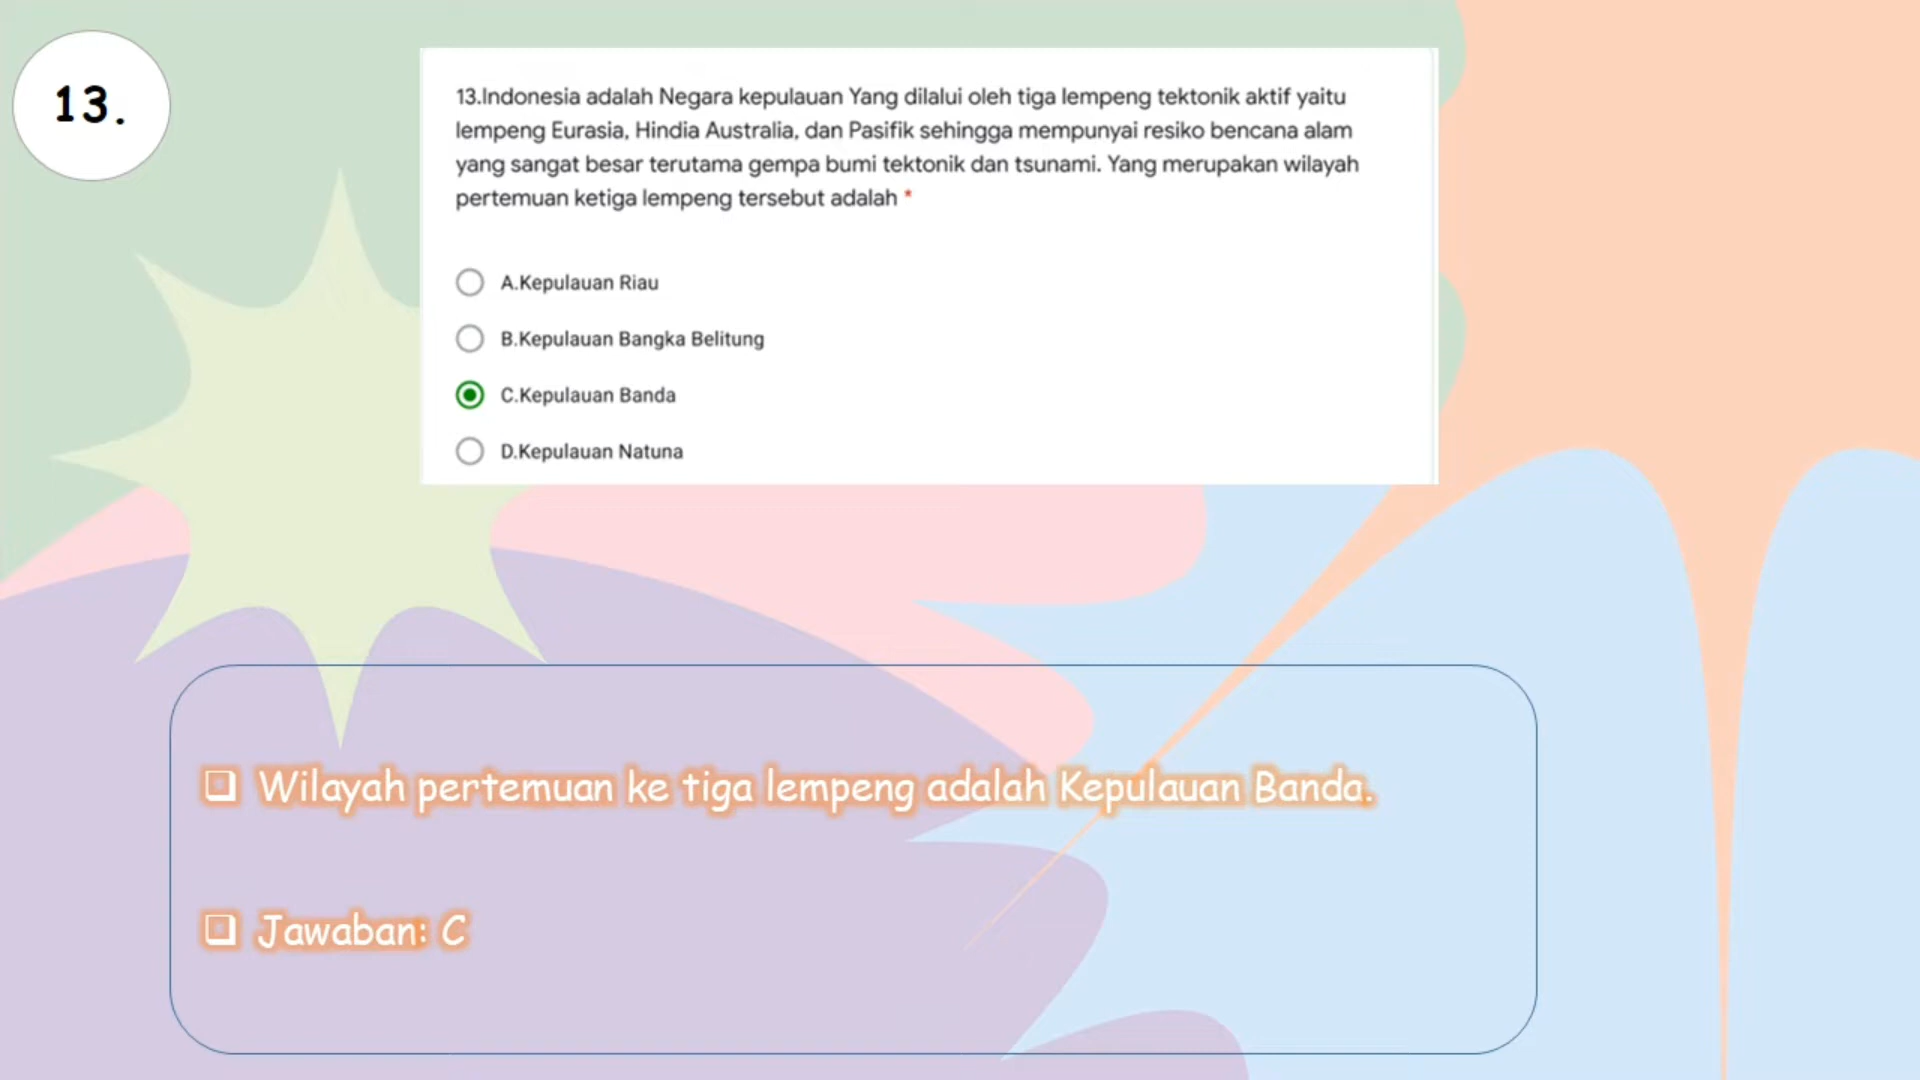 13.
13.Indonesia adalah Negara kepulauan Yang dilalui oleh tiga lempeng tektonik aktif yaitu
lempeng Eurasia, Hindia Australia, dan Pasifik sehingga mempunyai resiko bencana alam
yang sangat besar terutama gempa bumi tektonik dan tsunami. Yang merupakan wilayah
pertemuan ketiga lempeng tersebut adalah *
A.Kepulauan Riau
B.Kepulauan Bangka Belitung
C.Kepulauan Banda
D.Kepulauan Natuna
❑ Wilayah pertemuan ke tiga lempeng adalah Kepulauan Banda.
❑ Jawaban: C